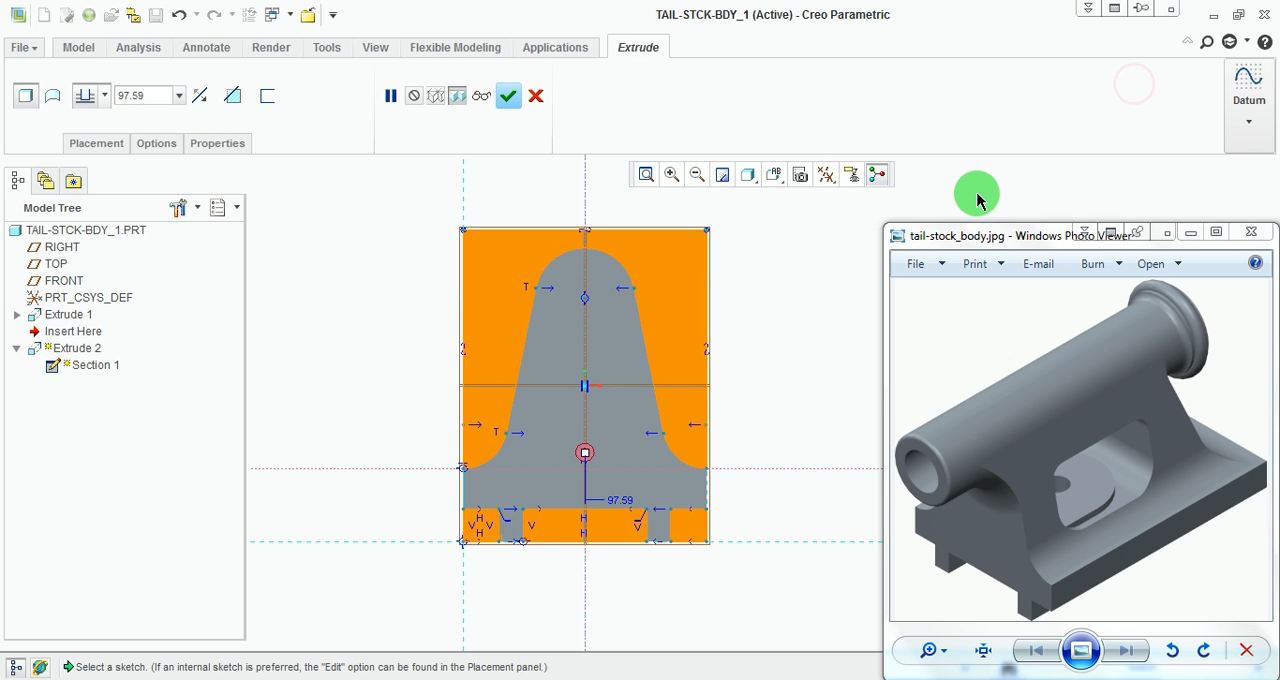 TAIL-STCK-BDY_1 (Active) - Creo Parametric
File Model Analysis Annotate Render Tools View Flexible Modeling Applications Extrude
97.59
Datum
Placement Options Properties
Model Tree
TAIL-STCK-BDY_1.PRT
RIGHT
TOP
FRONT
PRT_CSYS_DEF
Extrude 1
Insert Here
Extrude 2
Section 1
T
T
97.59
H
V V
H
V
H
H
V
tail-stock_body.jpg - Windows Photo Viewer
File Print E-mail Burn Open
Select a sketch. (If an internal sketch is preferred, the "Edit" option can be found in the Placement panel.)